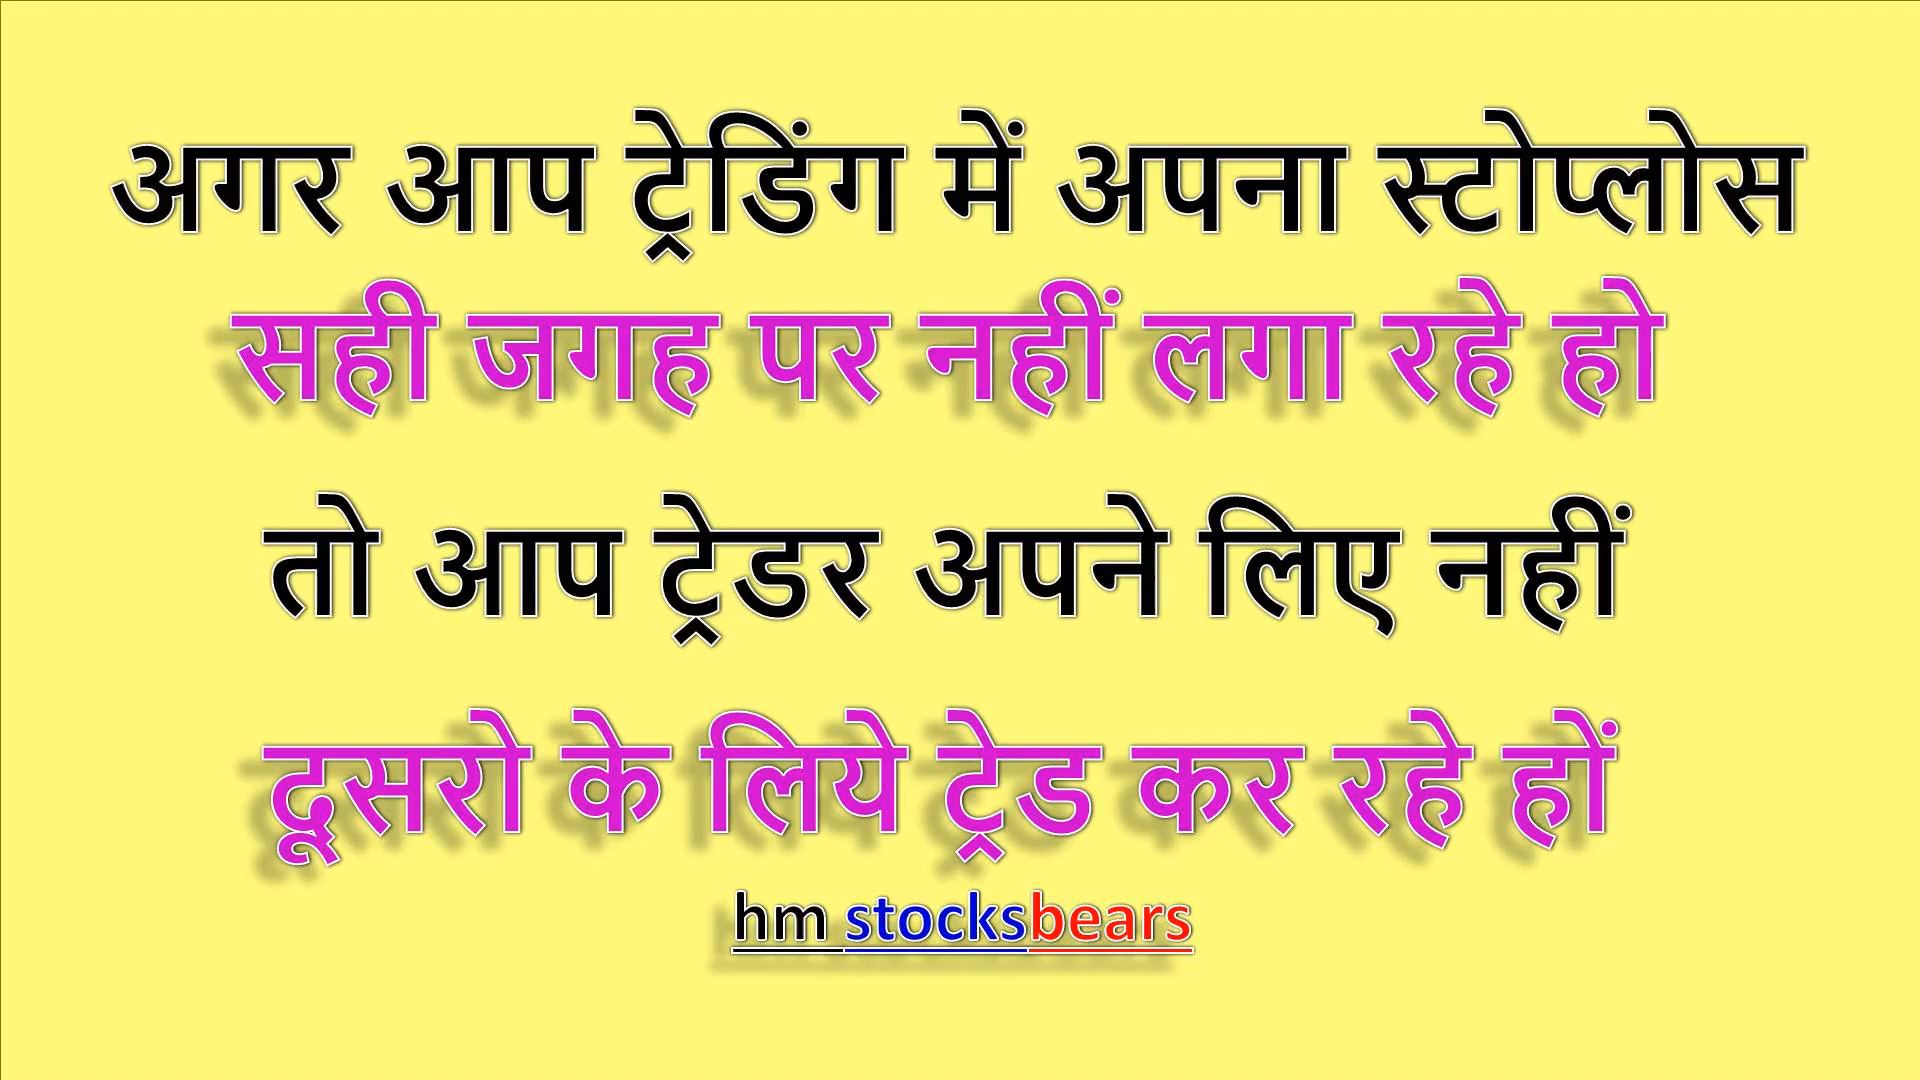 अगर आप ट्रेडिंग में अपना स्टोप्लोस
सही जगह पर नहीं लगा रहे हो
तो आप ट्रेडर अपने लिए नहीं
दूसरो के लिये ट्रेड कर रहे हों
hm stocksbears